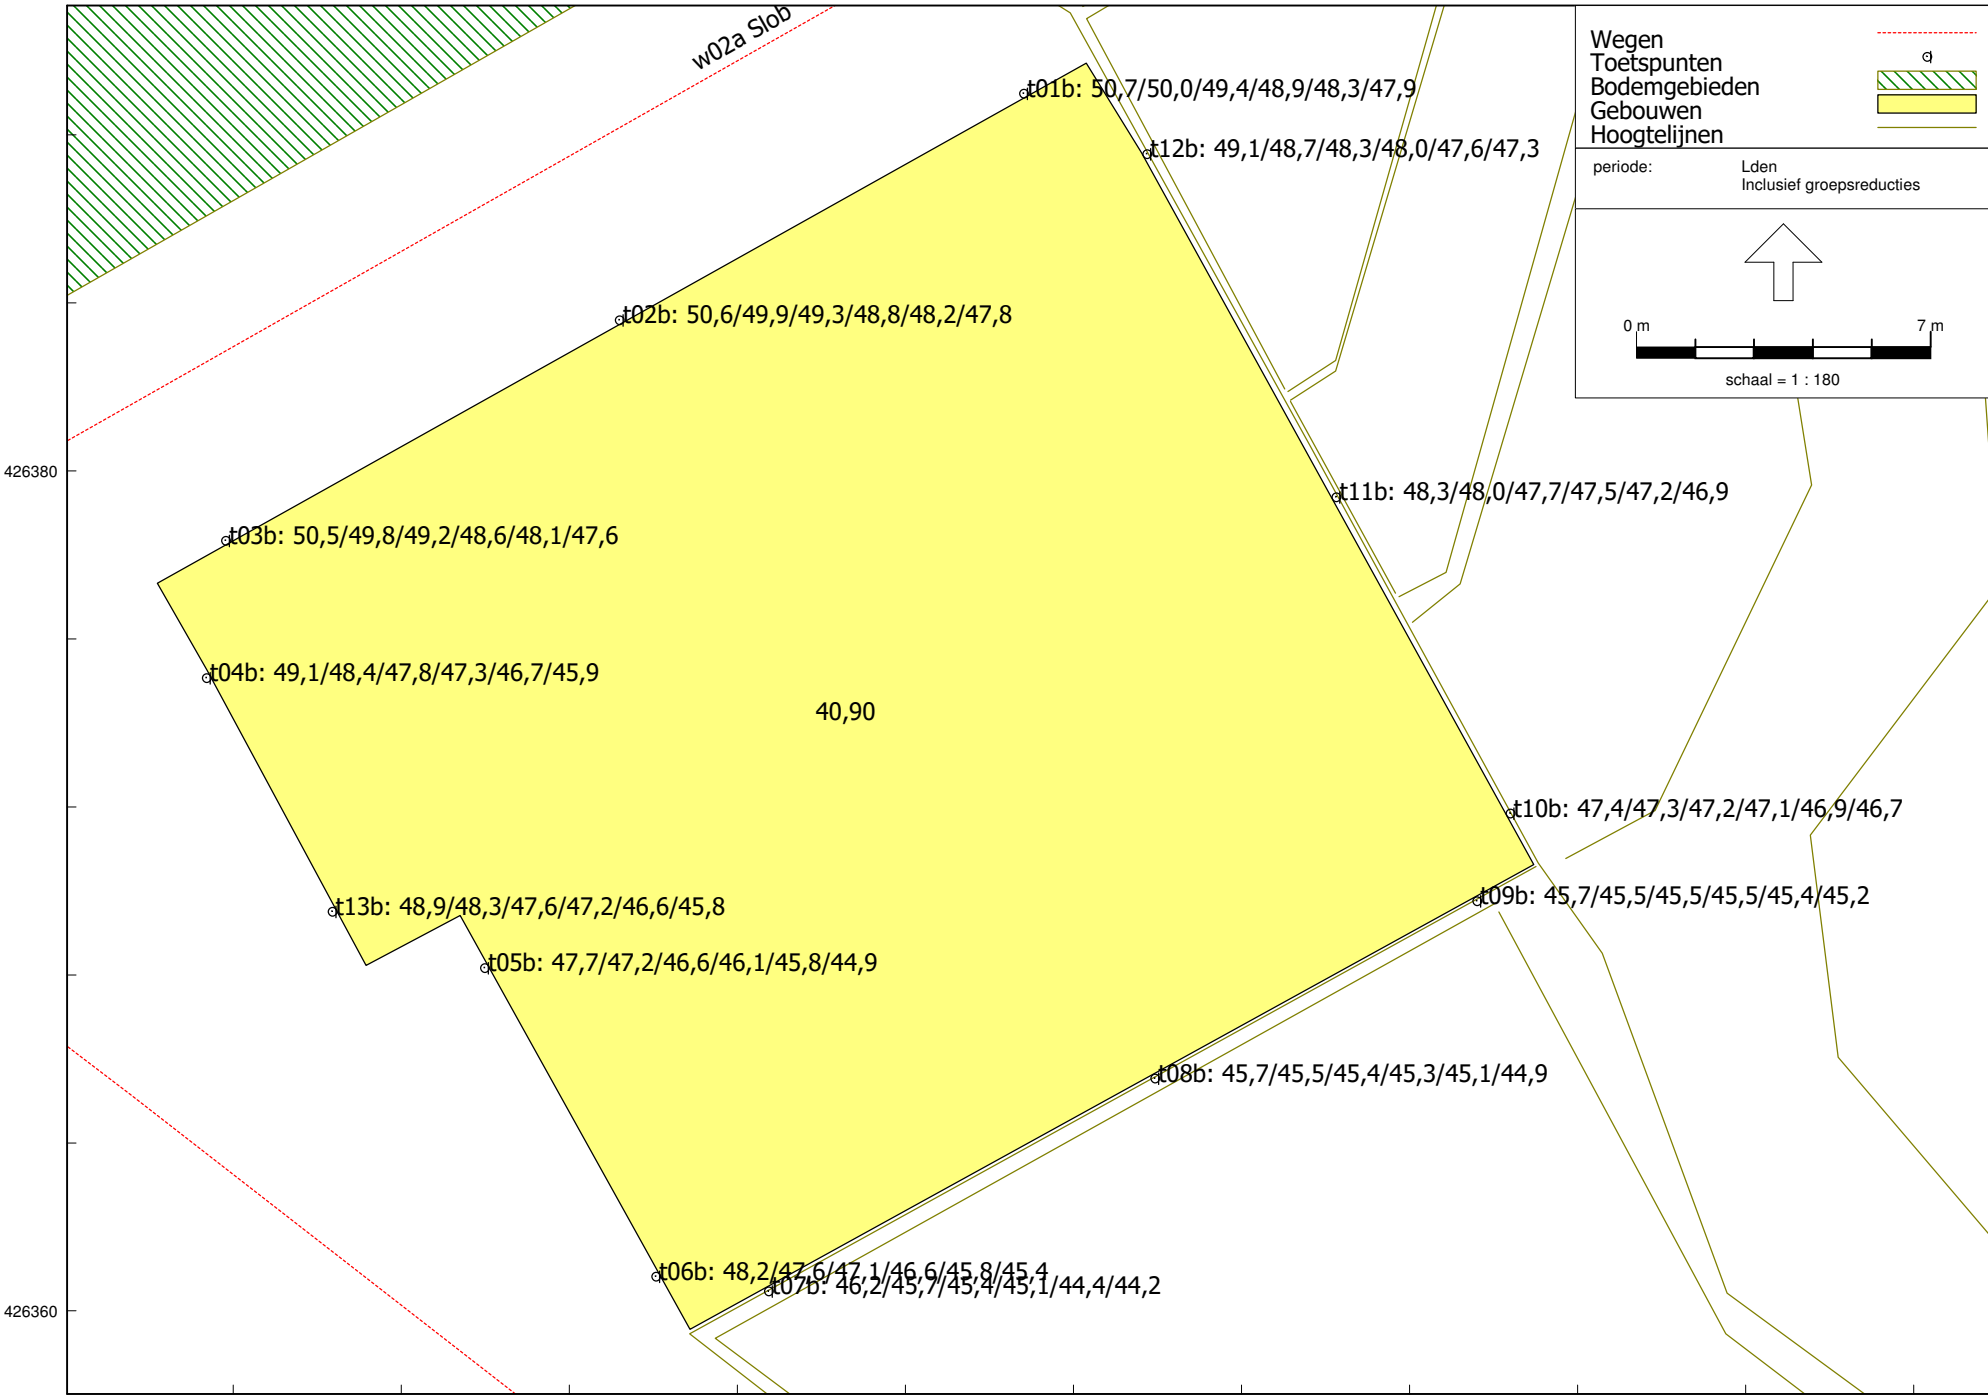 w02a Slob
Wegen
Toetspunten
Bodemgebieden
Gebouwen
Hoogtelijnen
periode: Lden
Inclusief groepsreducties
0 m 7 m
schaal = 1 : 180
t01b: 50,7/50,0/49,4/48,9/48,3/47,9
t12b: 49,1/48,7/48,3/48,0/47,6/47,3
t02b: 50,6/49,9/49,3/48,8/48,2/47,8
426380
t11b: 48,3/48,0/47,7/47,5/47,2/46,9
t03b: 50,5/49,8/49,2/48,6/48,1/47,6
t04b: 49,1/48,4/47,8/47,3/46,7/45,9
40,90
t10b: 47,4/47,3/47,2/47,1/46,9/46,7
t09b: 45,7/45,5/45,5/45,5/45,4/45,2
t13b: 48,9/48,3/47,6/47,2/46,6/45,8
t05b: 47,7/47,2/46,6/46,1/45,8/44,9
t08b: 45,7/45,5/45,4/45,3/45,1/44,9
t06b: 48,2/47,6/47,1/46,6/45,8/45,4
t07b: 46,2/45,7/45,4/45,1/44,4/44,2
426360